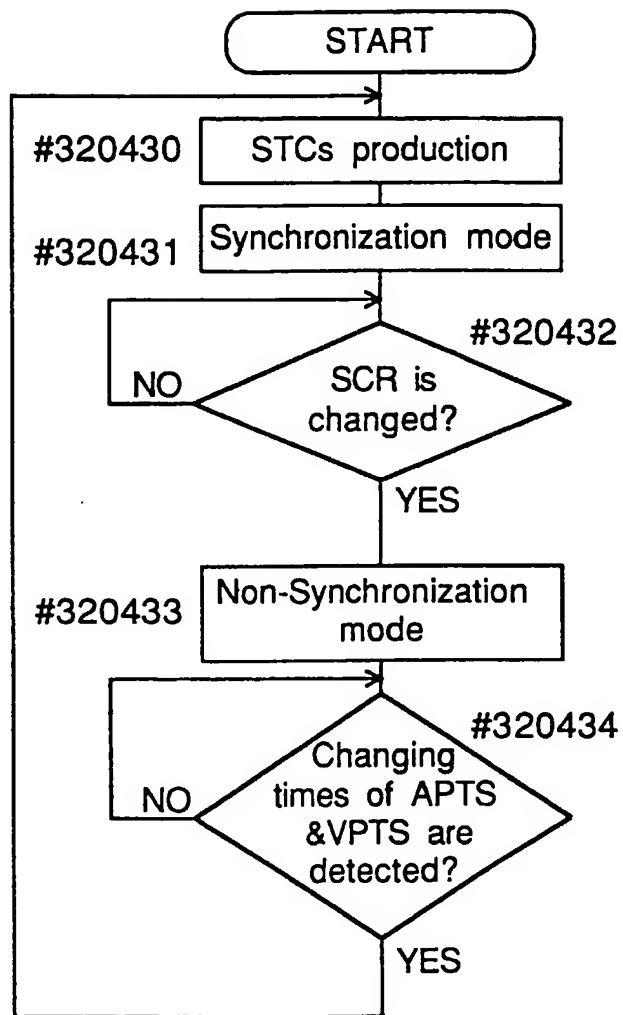 START
#320430
STCs production
#320431
Synchronization mode
#320432
SCR is
changed?
NO
YES
#320433
Non-Synchronization
mode
#320434
Changing
times of APTS
&VPTS are
detected?
NO
YES